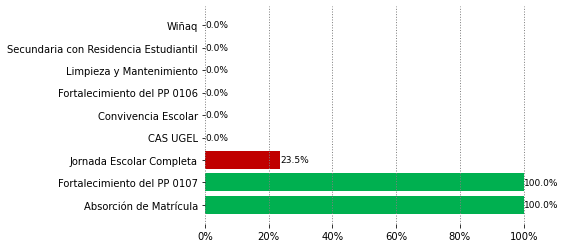 Wiñaq 0.0%
Secundaria con Residencia Estudiantil 0.0%
Limpieza y Mantenimiento 0.0%
Fortalecimiento del PP 0106 0.0%
Convivencia Escolar 0.0%
CAS UGEL 0.0%
Jornada Escolar Completa 23.5%
Fortalecimiento del PP 0107 100.0%
Absorción de Matrícula 100.0%
0% 20% 40% 60% 80% 100%